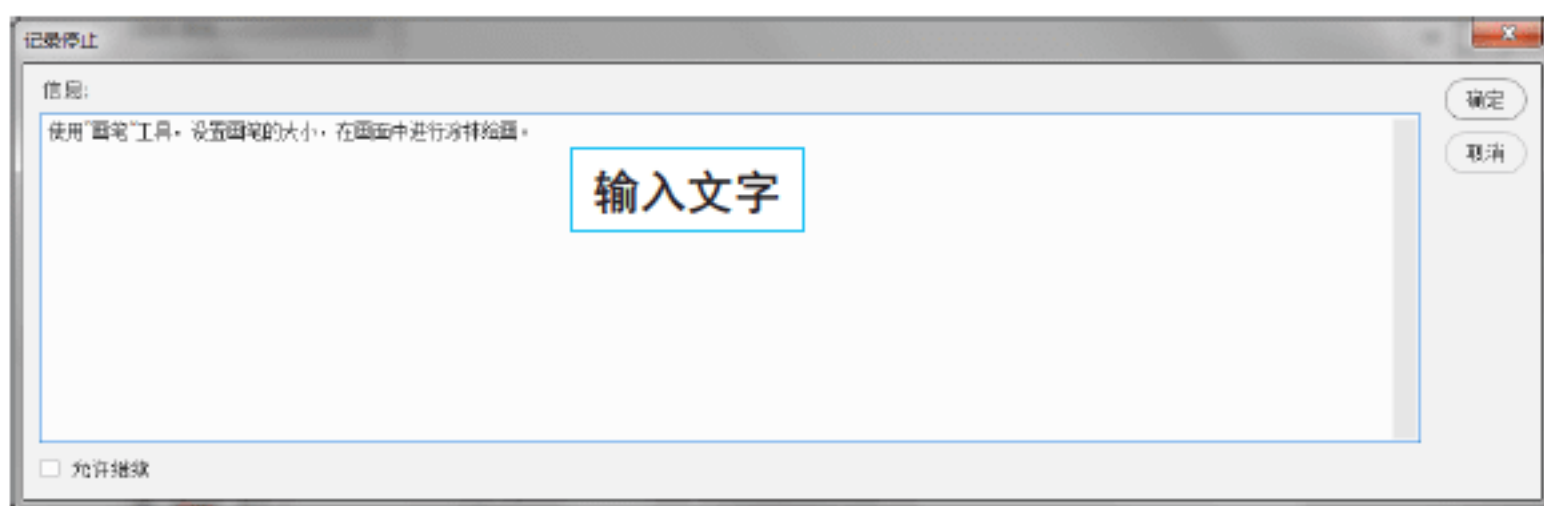 记录停止
信息:
使用"画笔"工具，设置画笔的大小，在画面中进行涂抹绘画。
输入文字
允许继续
确定
取消